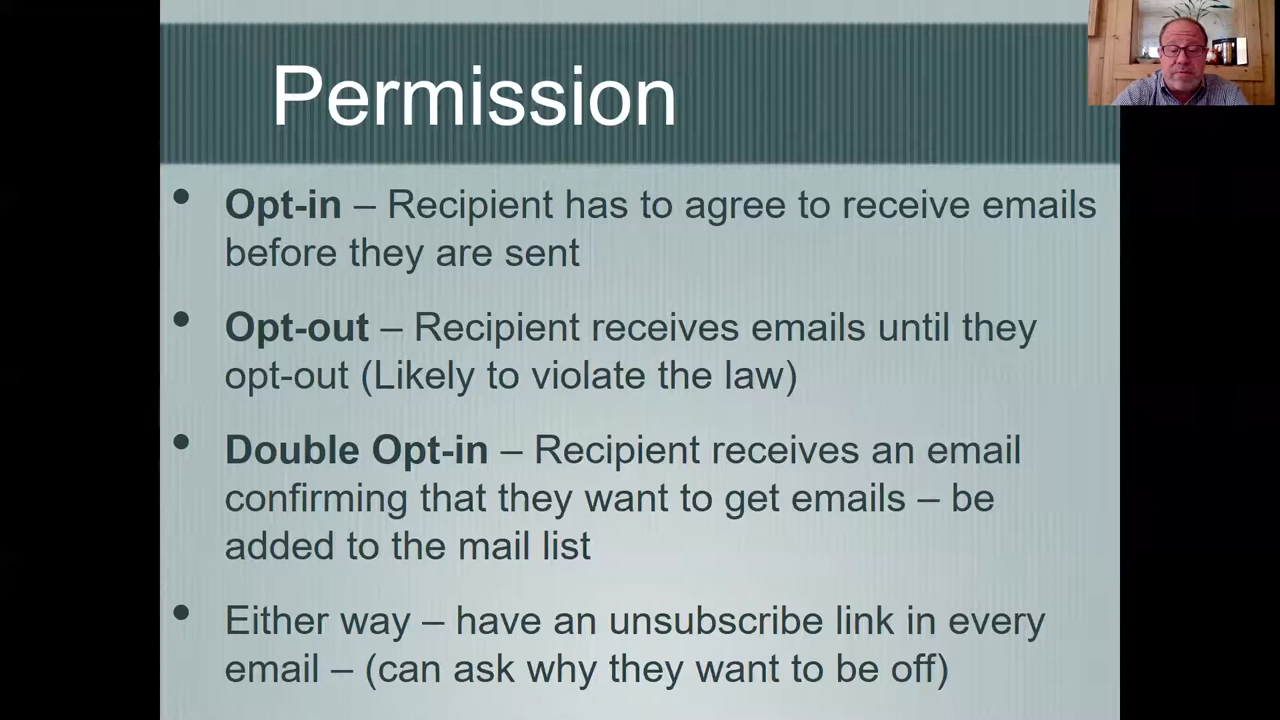 Permission
• Opt-in – Recipient has to agree to receive emails
before they are sent
• Opt-out – Recipient receives emails until they
opt-out (Likely to violate the law)
• Double Opt-in – Recipient receives an email
confirming that they want to get emails – be
added to the mail list
• Either way – have an unsubscribe link in every
email – (can ask why they want to be off)